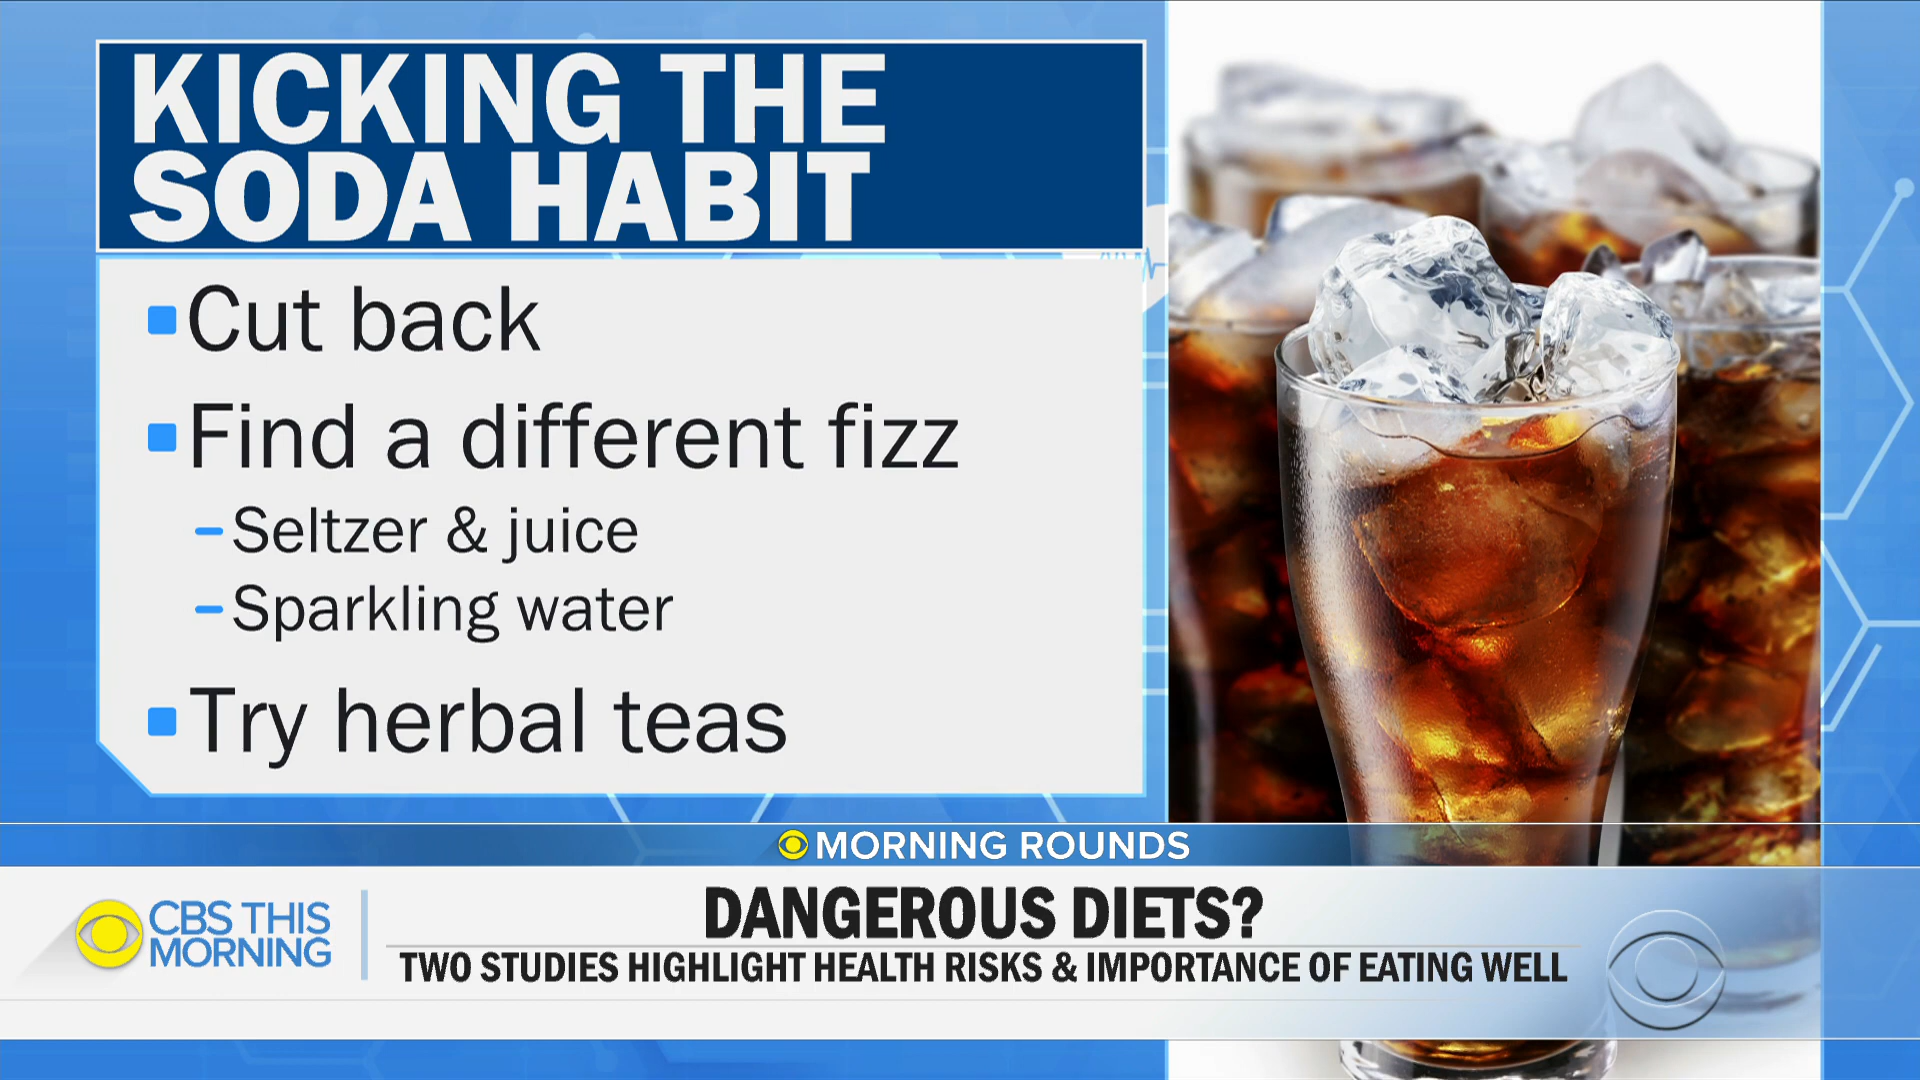 KICKING THE
SODA HABIT
Cut back
Find a different fizz
–Seltzer & juice
–Sparkling water
Try herbal teas
MORNING ROUNDS
CBS THIS
MORNING
DANGEROUS DIETS?
TWO STUDIES HIGHLIGHT HEALTH RISKS & IMPORTANCE OF EATING WELL